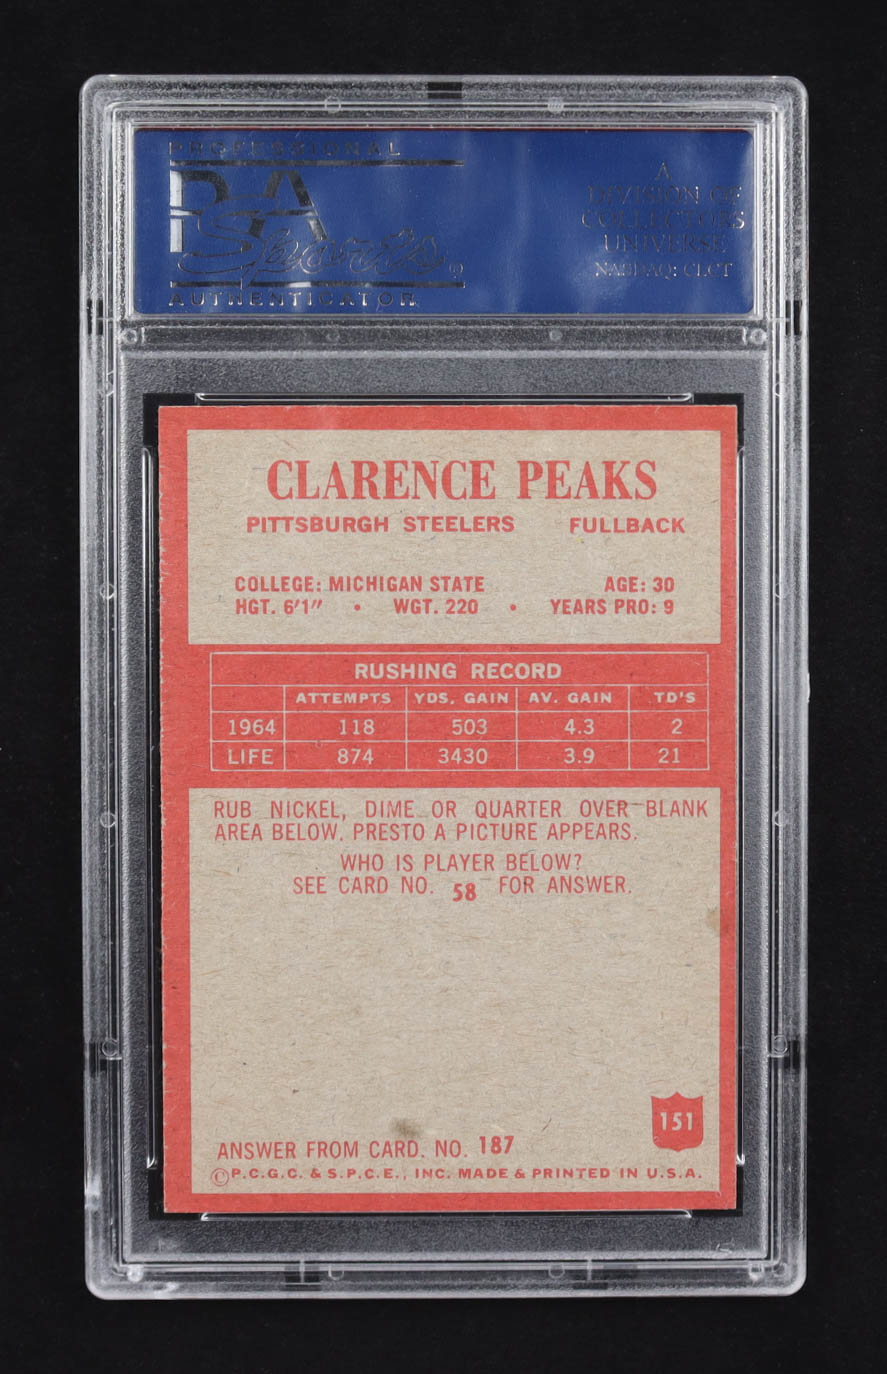 PROFESSIONAL
PSA
Sports®
AUTHENTICATOR
A
DIVISION OF
COLLECTORS
UNIVERSE
NASDAQ: CLCT
CLARENCE PEAKS
PITTSBURGH STEELERS FULLBACK
COLLEGE: MICHIGAN STATE AGE: 30
HGT. 6'1" • WGT. 220 • YEARS PRO: 9
RUSHING RECORD
ATTEMPTS YDS. GAIN AV. GAIN TD'S
1964 118 503 4.3 2
LIFE 874 3430 3.9 21
RUB NICKEL, DIME OR QUARTER OVER BLANK
AREA BELOW. PRESTO A PICTURE APPEARS.
WHO IS PLAYER BELOW?
SEE CARD NO. 58 FOR ANSWER.
151
ANSWER FROM CARD. NO. 187
©P.C.G.C. & S.P.C.E., INC. MADE & PRINTED IN U.S.A.